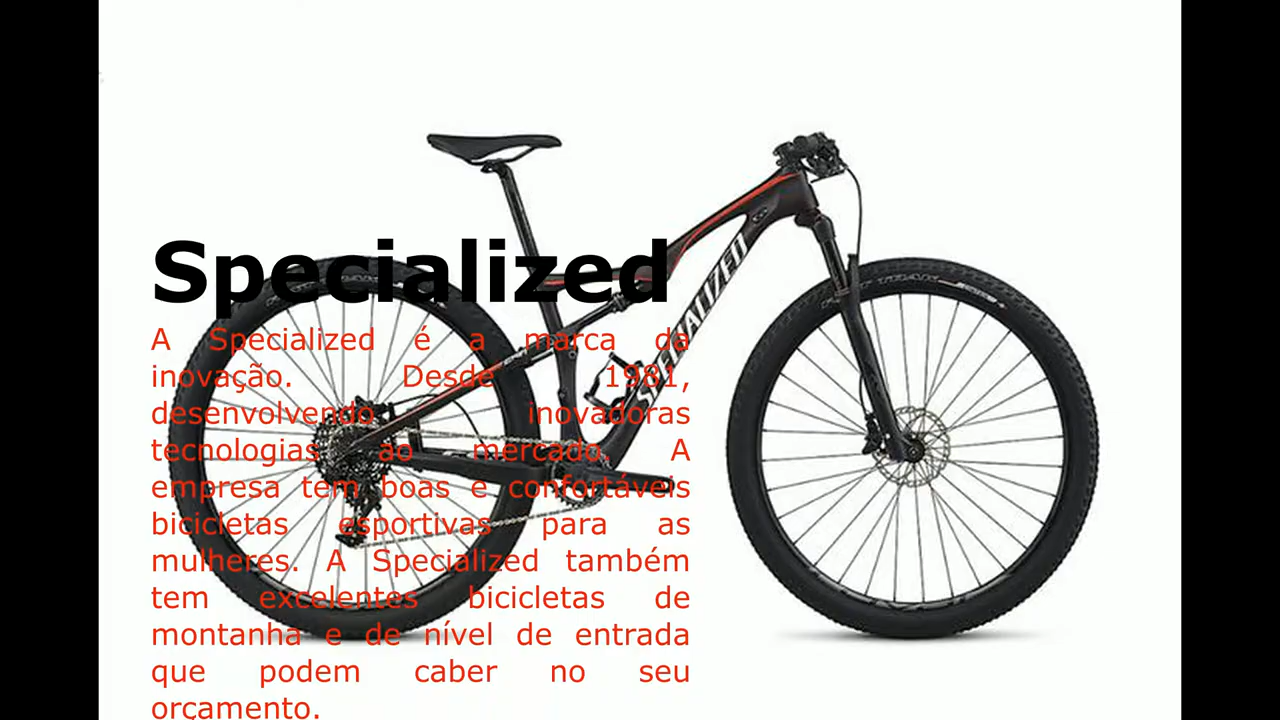 Specialized
A Specialized é a marca da
inovação. Desde 1981,
desenvolvendo inovadoras
tecnologias ao mercado. A
empresa tem boas e confortáveis
bicicletas esportivas para as
mulheres. A Specialized também
tem excelentes bicicletas de
montanha e de nível de entrada
que podem caber no seu
orçamento.
SPECIALIZED